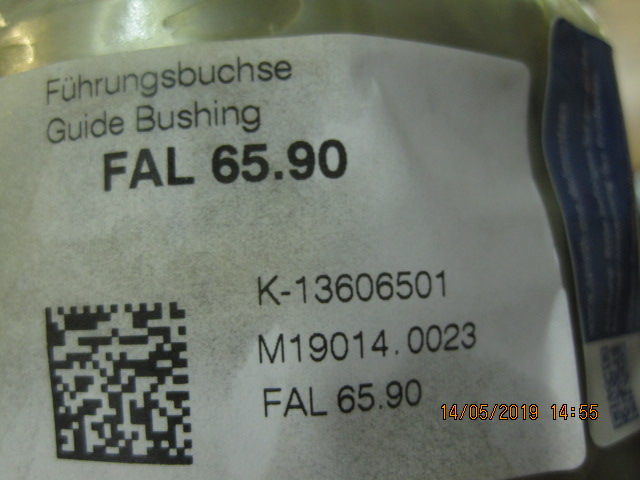 Führungsbuchse
Guide Bushing
FAL 65.90
K-13606501
M19014.0023
FAL 65.90
14/05/2019 14:55